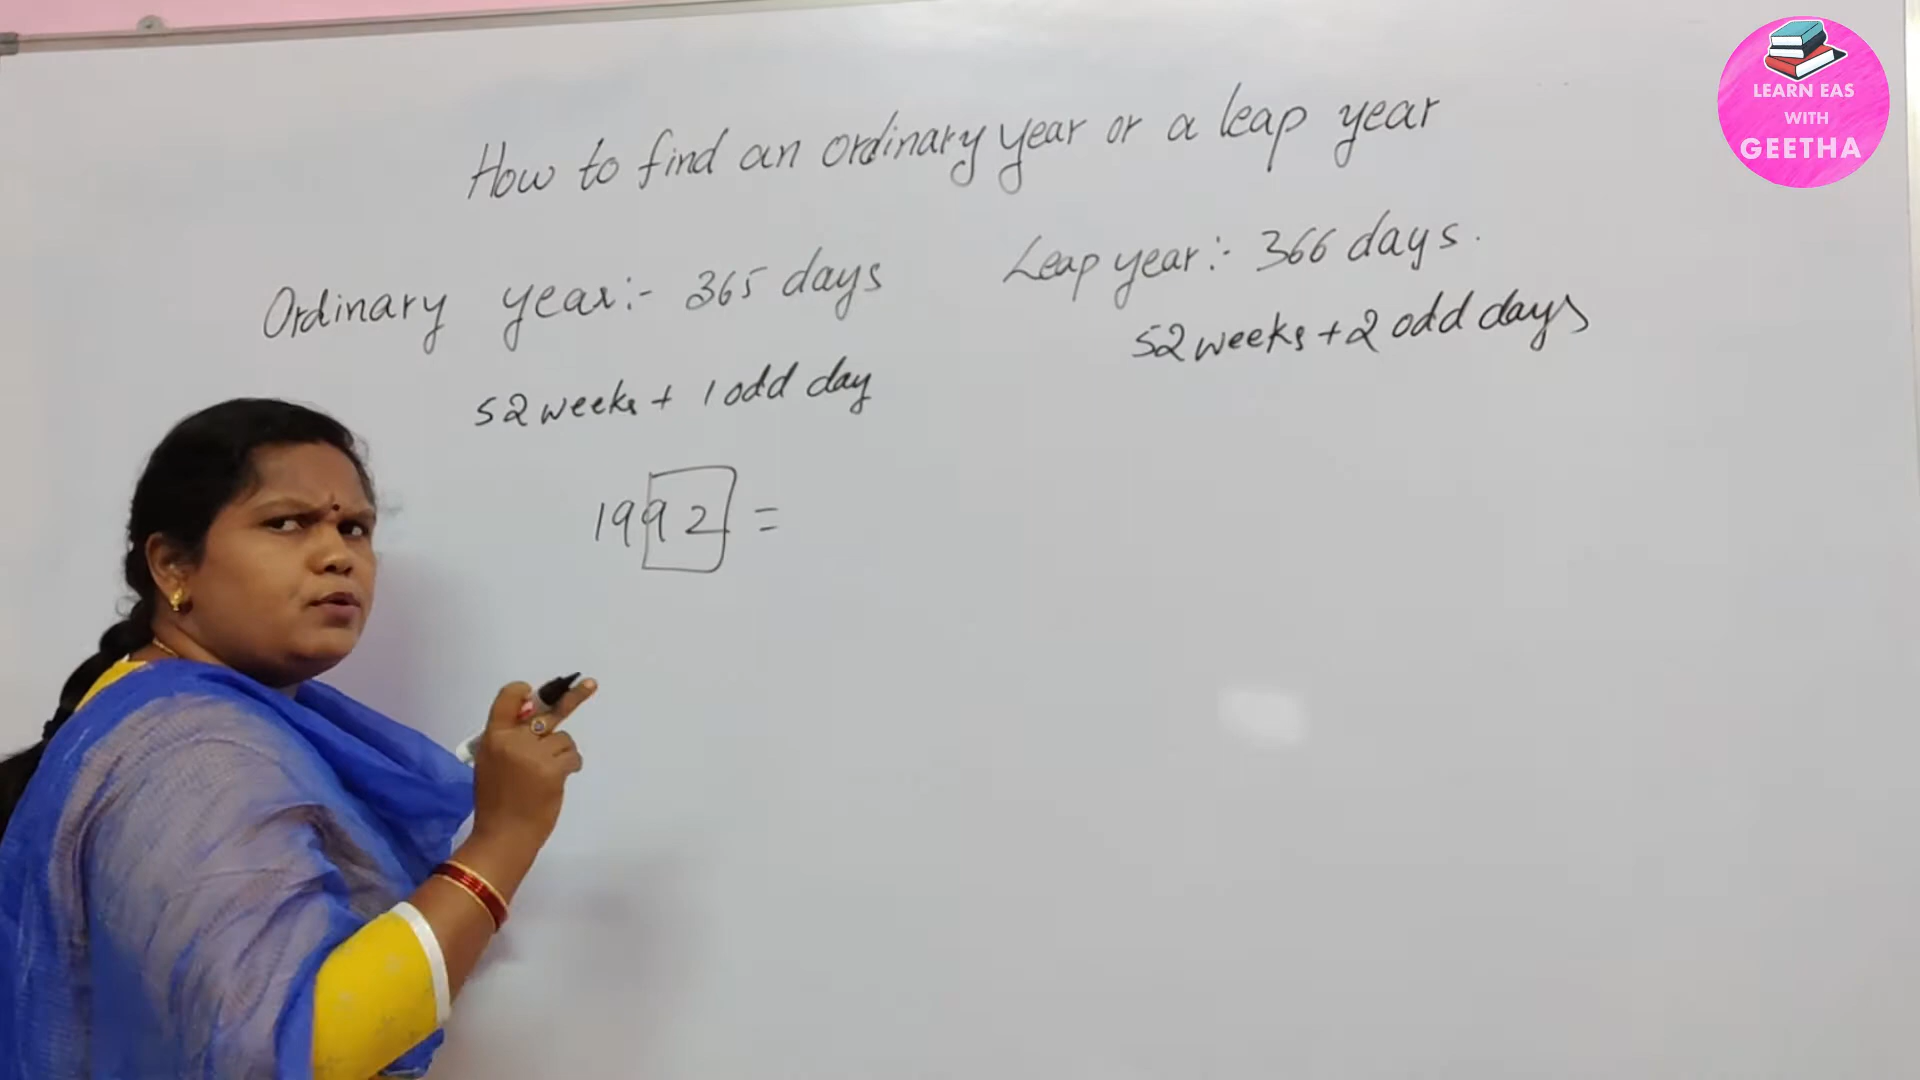 LEARN EAS
WITH
GEETHA
How to find an ordinary year or a leap year
Ordinary year:- 365 days
52 weeks + 1 odd day
Leap year:- 366 days.
52 weeks + 2 odd days
1992 =